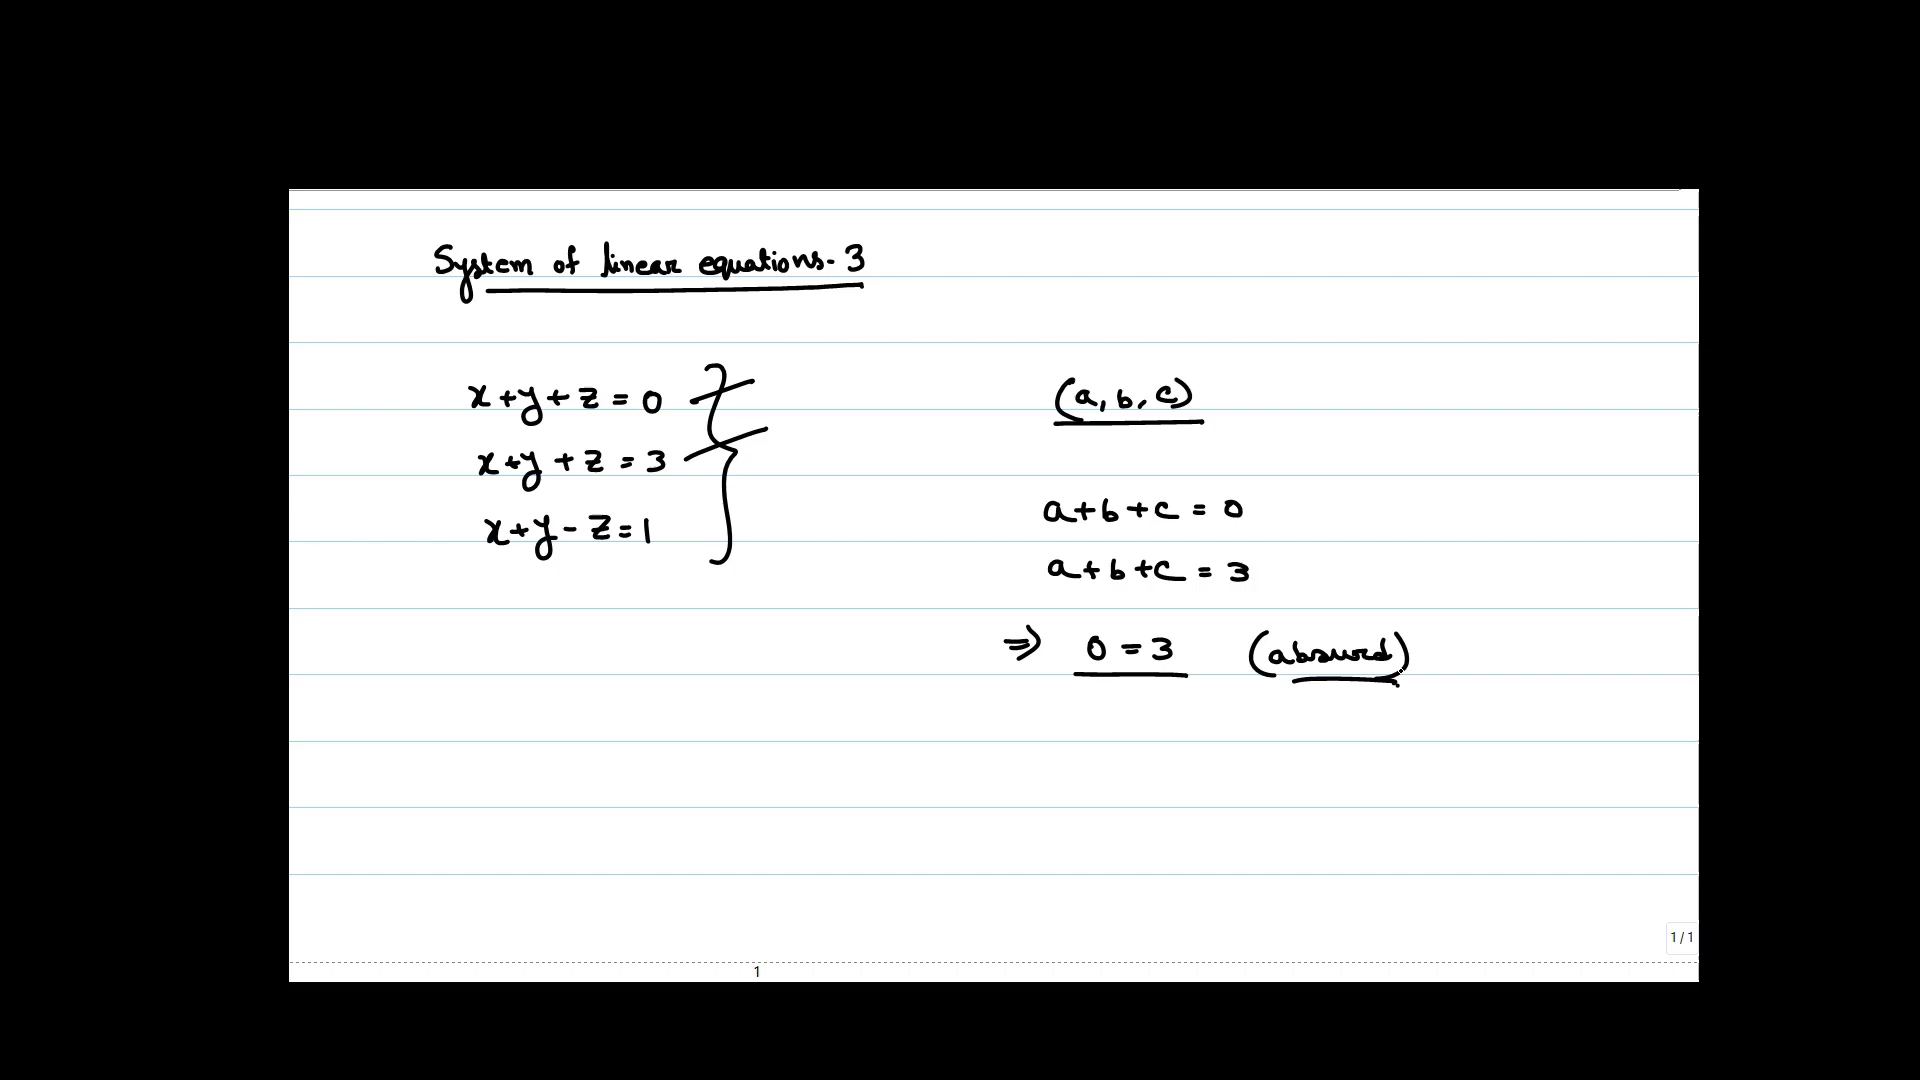 System of linear equations-3
x+y+z=0
x+y+z=3
x+y-z=1
(a,b,c)
a+b+c=0
a+b+c=3
⇒ 0=3 (absurd)
1/1
1